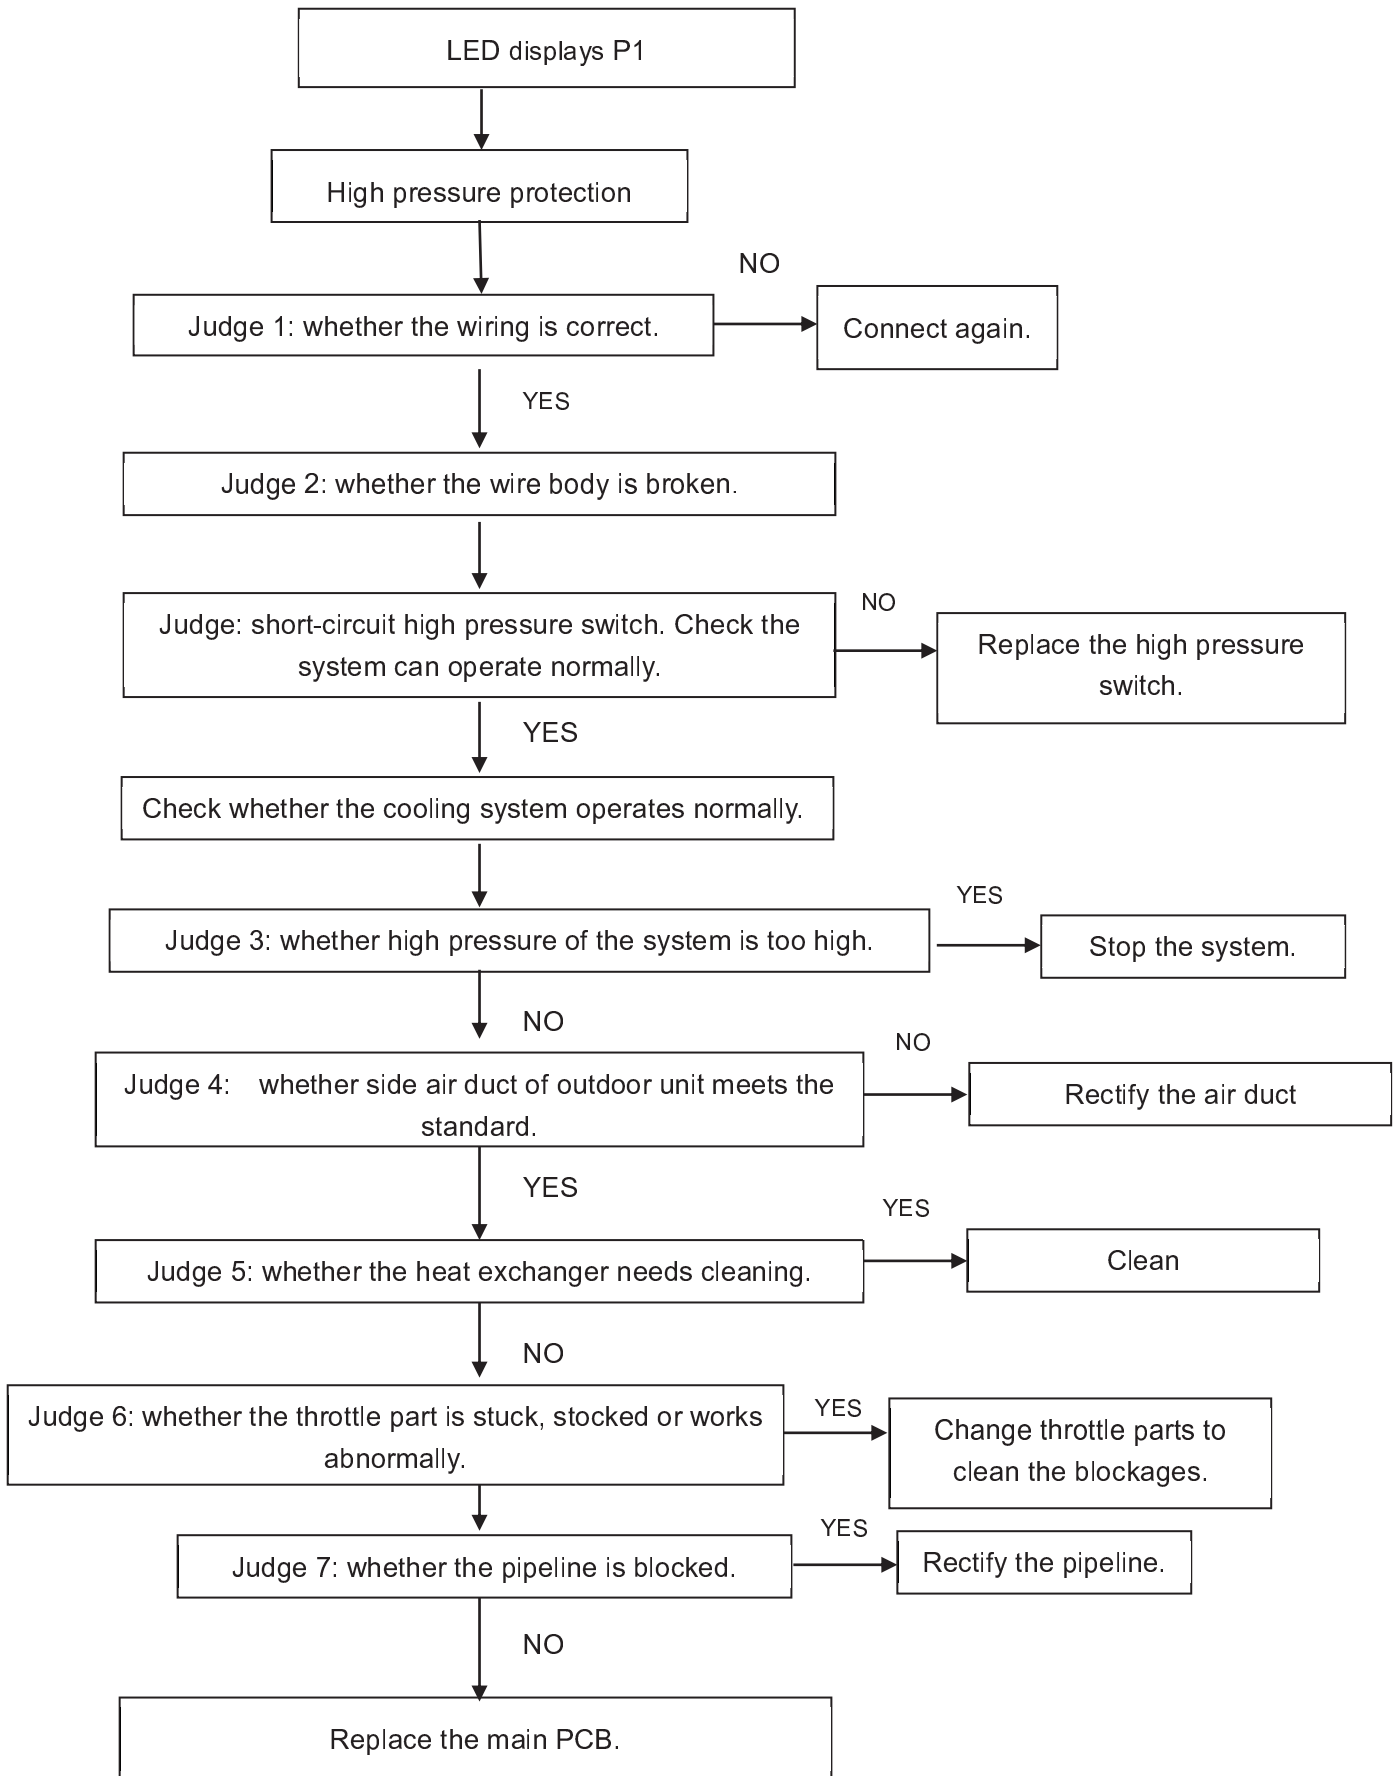 LED displays P1
High pressure protection
NO
Judge 1: whether the wiring is correct.
Connect again.
YES
Judge 2: whether the wire body is broken.
NO
Judge: short-circuit high pressure switch. Check the
system can operate normally.
Replace the high pressure
switch.
YES
Check whether the cooling system operates normally.
YES
Judge 3: whether high pressure of the system is too high.
Stop the system.
NO
NO
Judge 4: whether side air duct of outdoor unit meets the
standard.
Rectify the air duct
YES
YES
Judge 5: whether the heat exchanger needs cleaning.
Clean
NO
YES
Judge 6: whether the throttle part is stuck, stocked or works
abnormally.
Change throttle parts to
clean the blockages.
YES
Judge 7: whether the pipeline is blocked.
Rectify the pipeline.
NO
Replace the main PCB.